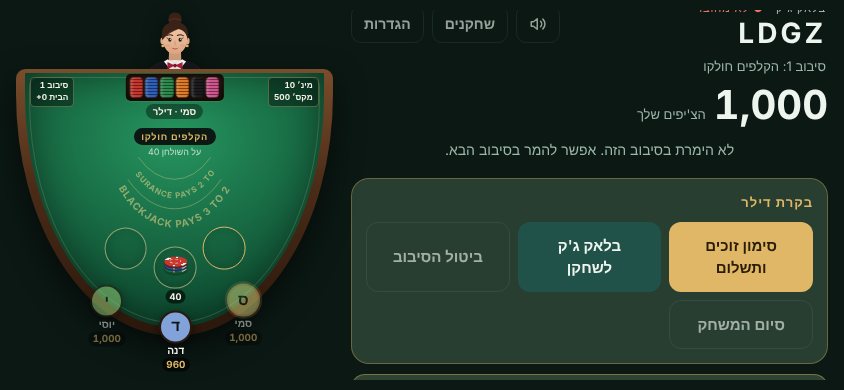 שחקנים
הגדרות
LDGZ
סיבוב 1: הקלפים חולקו
הצ'יפים שלך 1,000
לא הימרת בסיבוב הזה. אפשר להמר בסיבוב הבא.
בקרת דילר
סימון זוכים
ותשלום
בלאק ג'ק
לשחקן
ביטול הסיבוב
סיום המשחק
מינ׳ 10
מקס׳ 500
סיבוב 1
הבית 0+
סמי · דילר
הקלפים חולקו
על השולחן 40
SURANCE PAYS 2 TO
BLACKJACK PAYS 3 TO 2
40
ס
סמי
1,000
ד
דנה
960
י
יוסי
1,000